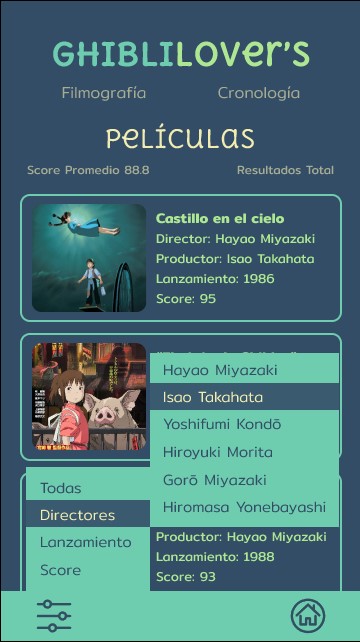 GHIBLILOVER'S
Filmografía
Cronología
PELÍCULAS
Score Promedio 88.8
Resultados Total
Castillo en el cielo
Director: Hayao Miyazaki
Productor: Isao Takahata
Lanzamiento: 1986
Score: 95
Hayao Miyazaki
Isao Takahata
Yoshifumi Kondō
Hiroyuki Morita
Gorō Miyazaki
Hiromasa Yonebayashi
Todas
Directores
Lanzamiento
Score
Productor: Hayao Miyazaki
Lanzamiento: 1988
Score: 93